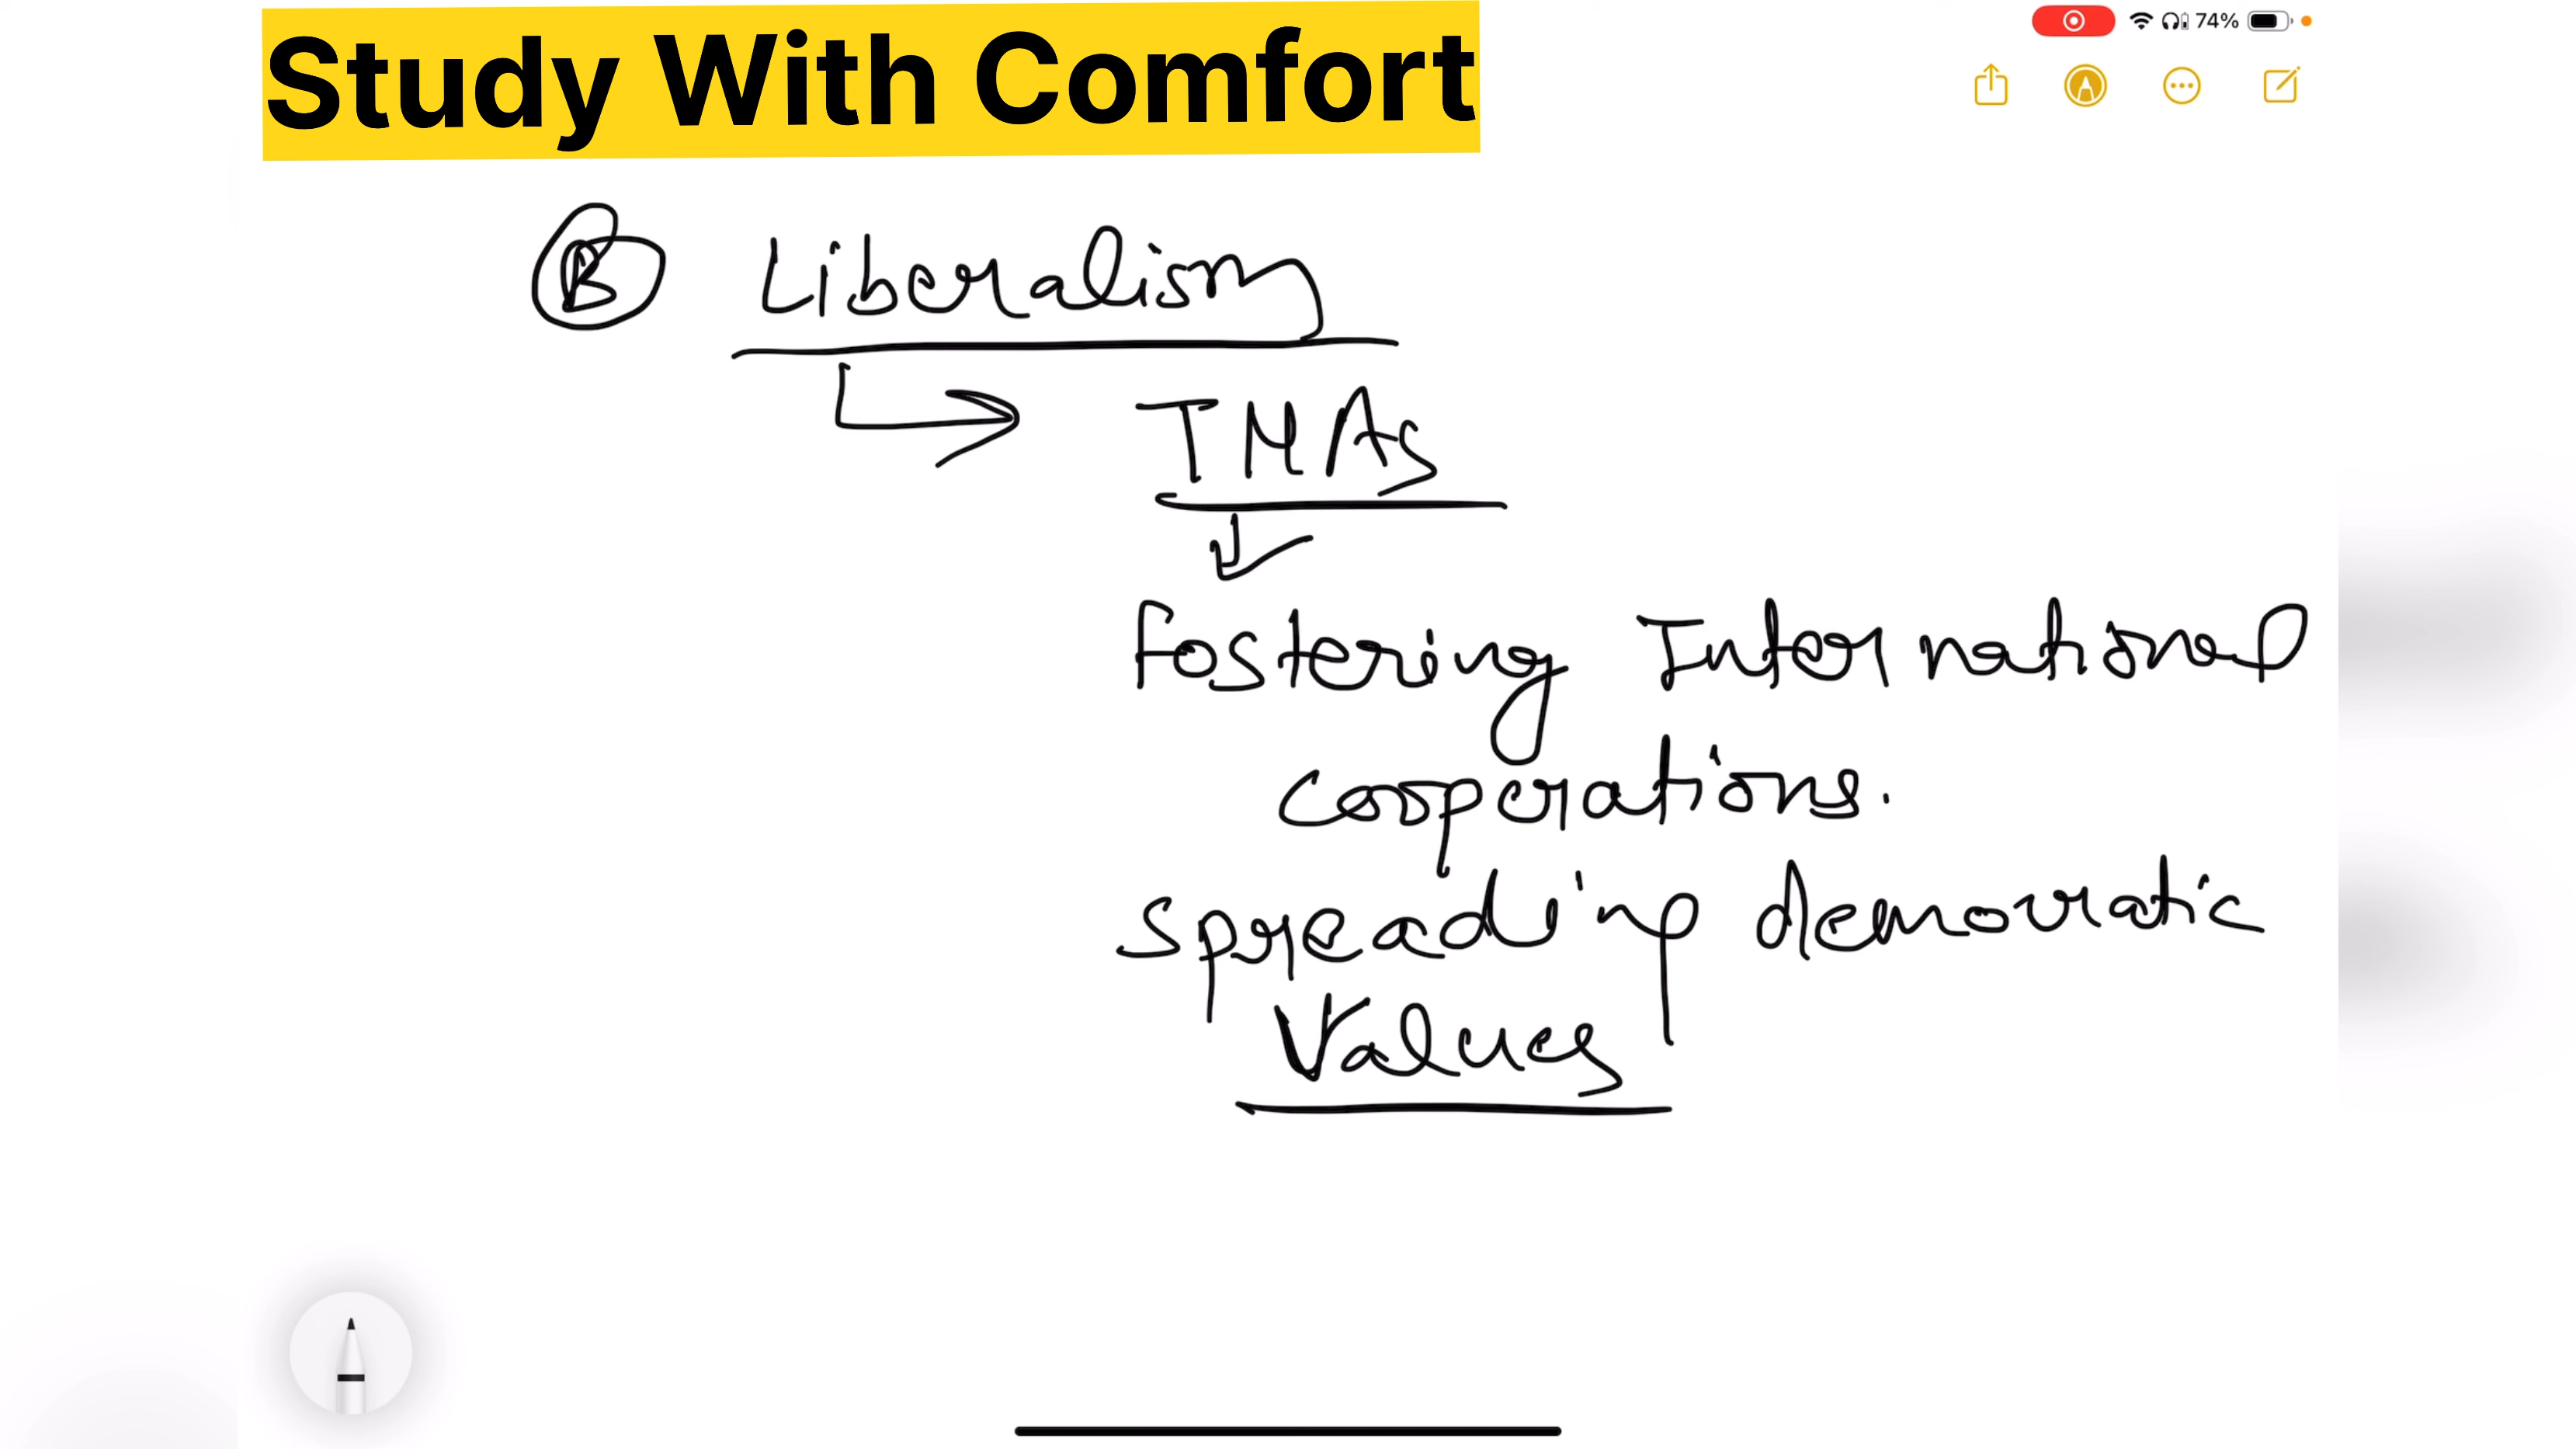 Study With Comfort
74%
B Liberalism
TNAs
Fostering International
Cooperations.
Spreading democratic
Values